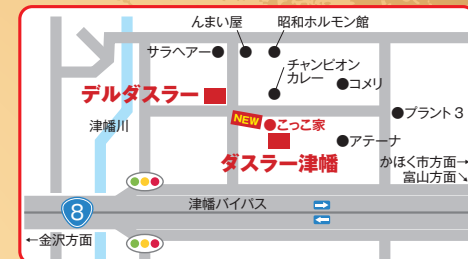 んまい屋
昭和ホルモン館
サラヘアー
チャンピオン
カレー
コメリ
デルダスラー
プラント3
津幡川
NEW
こっこ家
アテーナ
ダスラー津幡
かほく市方面→
富山方面↘
津幡バイパス
8
←金沢方面